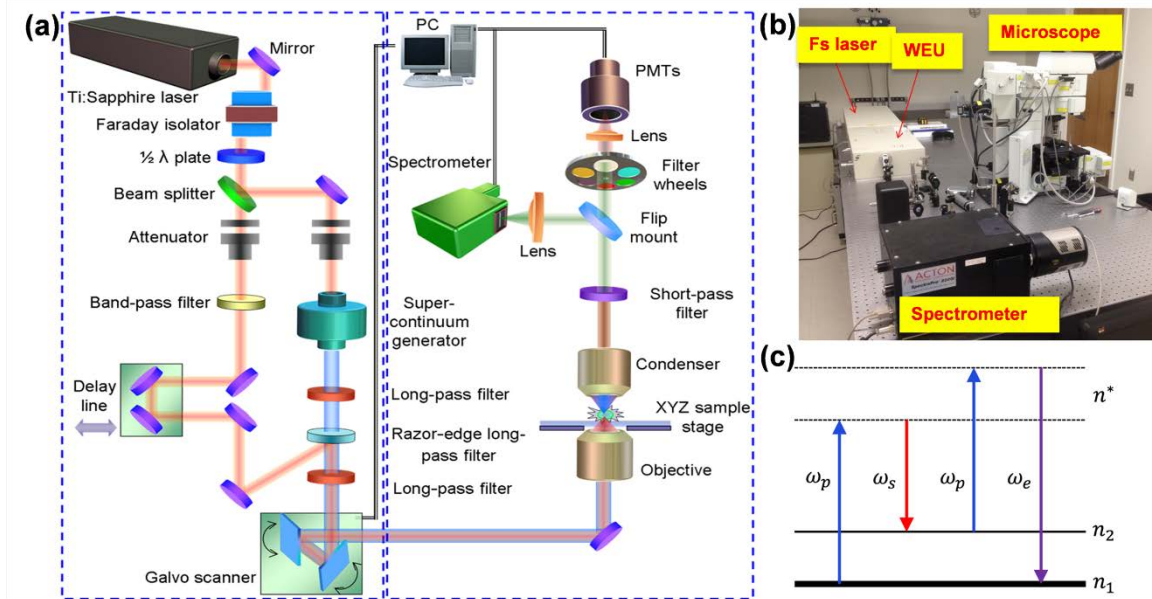 (a)
PC
Mirror
Ti:Sapphire laser
Faraday isolator
½ λ plate
Beam splitter
Attenuator
Band-pass filter
Super-
continuum
generator
Delay
line
Long-pass filter
Razor-edge long-
pass filter
Long-pass filter
Galvo scanner
PMTs
Lens
Spectrometer
Filter
wheels
Lens
Flip
mount
Short-pass
filter
Condenser
XYZ sample
stage
Objective
(b)
Fs laser
WEU
Microscope
ACTON
Spectrometer
(c)
n*
ωp
ωs
ωp
ωe
n2
n1